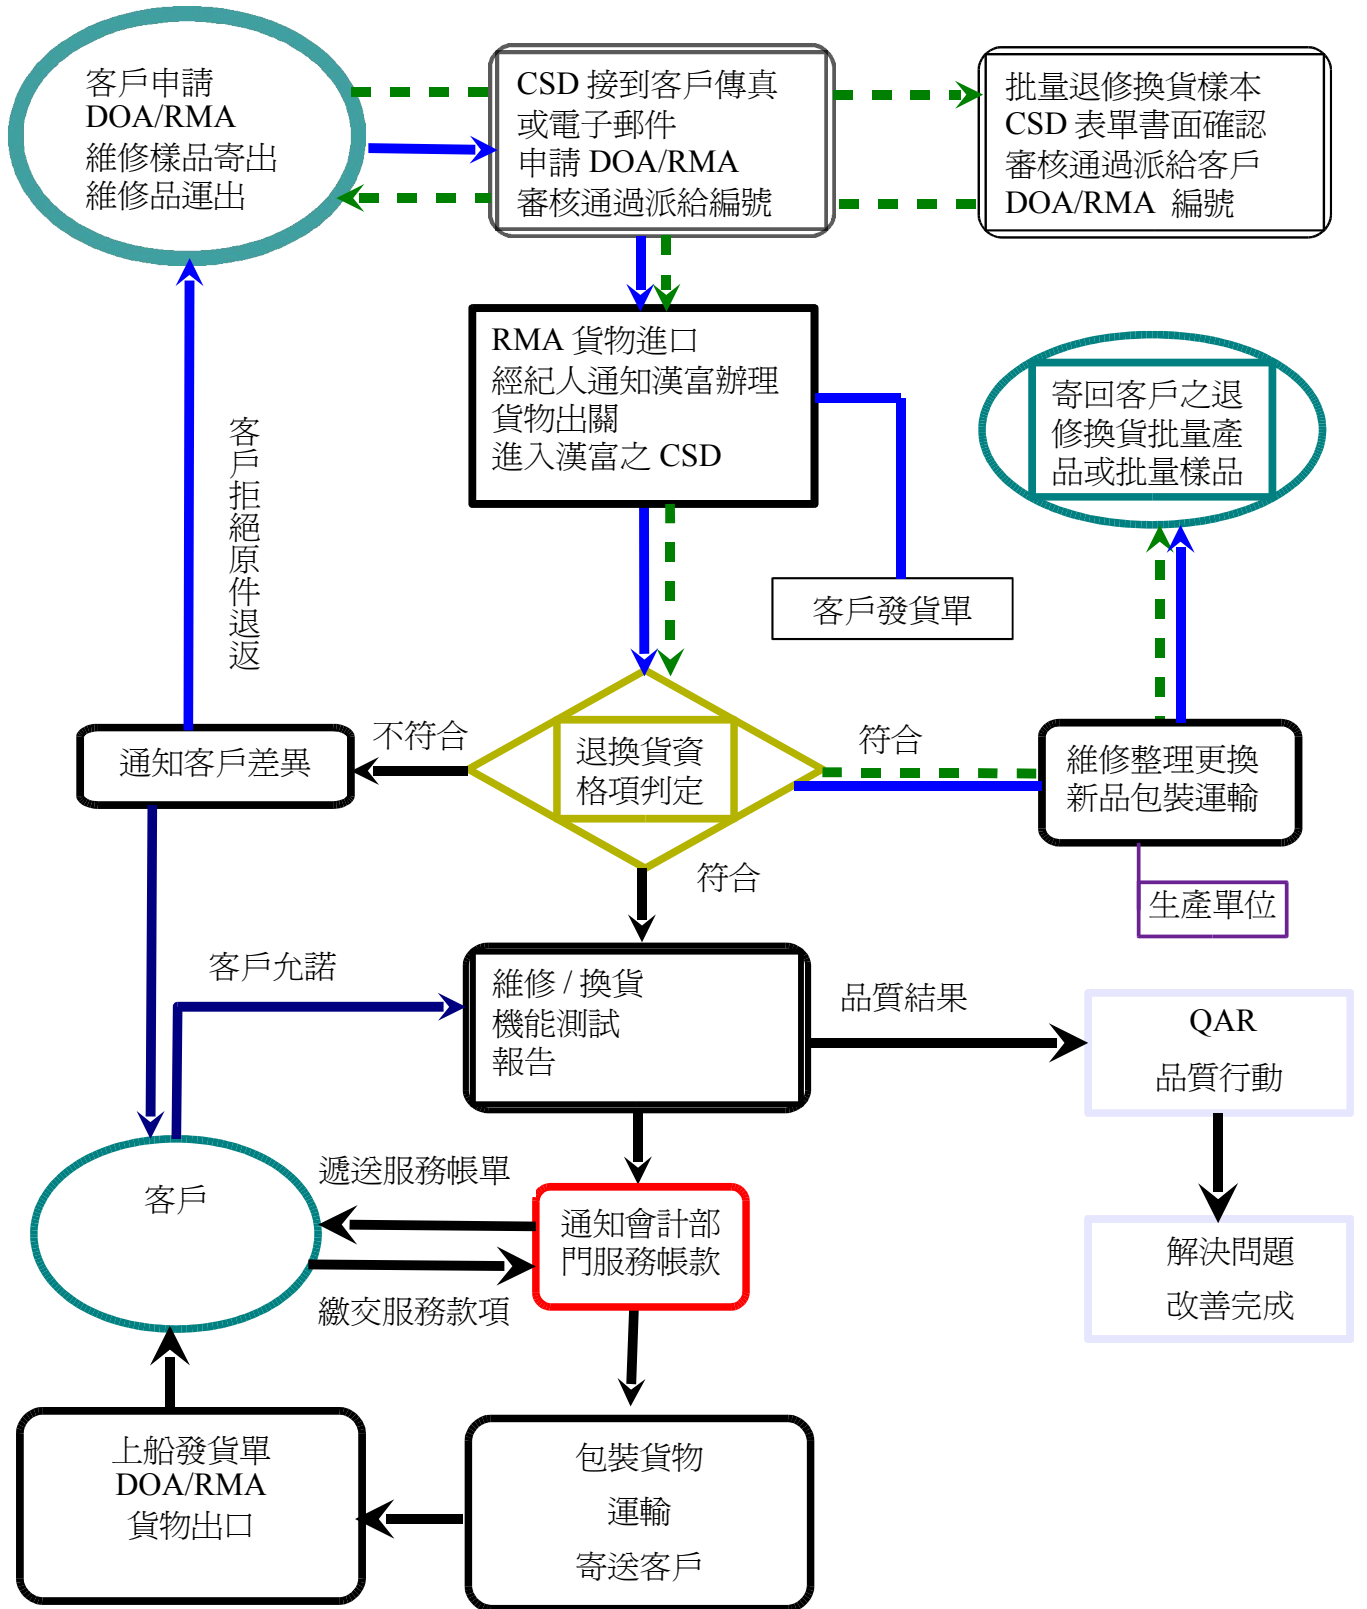 客戶申請
DOA/RMA
維修樣品寄出
維修品運出
CSD 接到客戶傳真
或電子郵件
申請 DOA/RMA
審核通過派給編號
批量退修換貨樣本
CSD 表單書面確認
審核通過派給客戶
DOA/RMA 編號
RMA 貨物進口
經紀人通知漢富辦理
貨物出關
進入漢富之 CSD
寄回客戶之退
修換貨批量產
品或批量樣品
客戶拒絕原件退返
客戶發貨單
通知客戶差異
不符合
退換貨資
格項判定
符合
維修整理更換
新品包裝運輸
符合
生產單位
客戶允諾
維修 / 換貨
機能測試
報告
品質結果
QAR
品質行動
客戶
遞送服務帳單
通知會計部
門服務帳款
繳交服務款項
解決問題
改善完成
上船發貨單
DOA/RMA
貨物出口
包裝貨物
運輸
寄送客戶